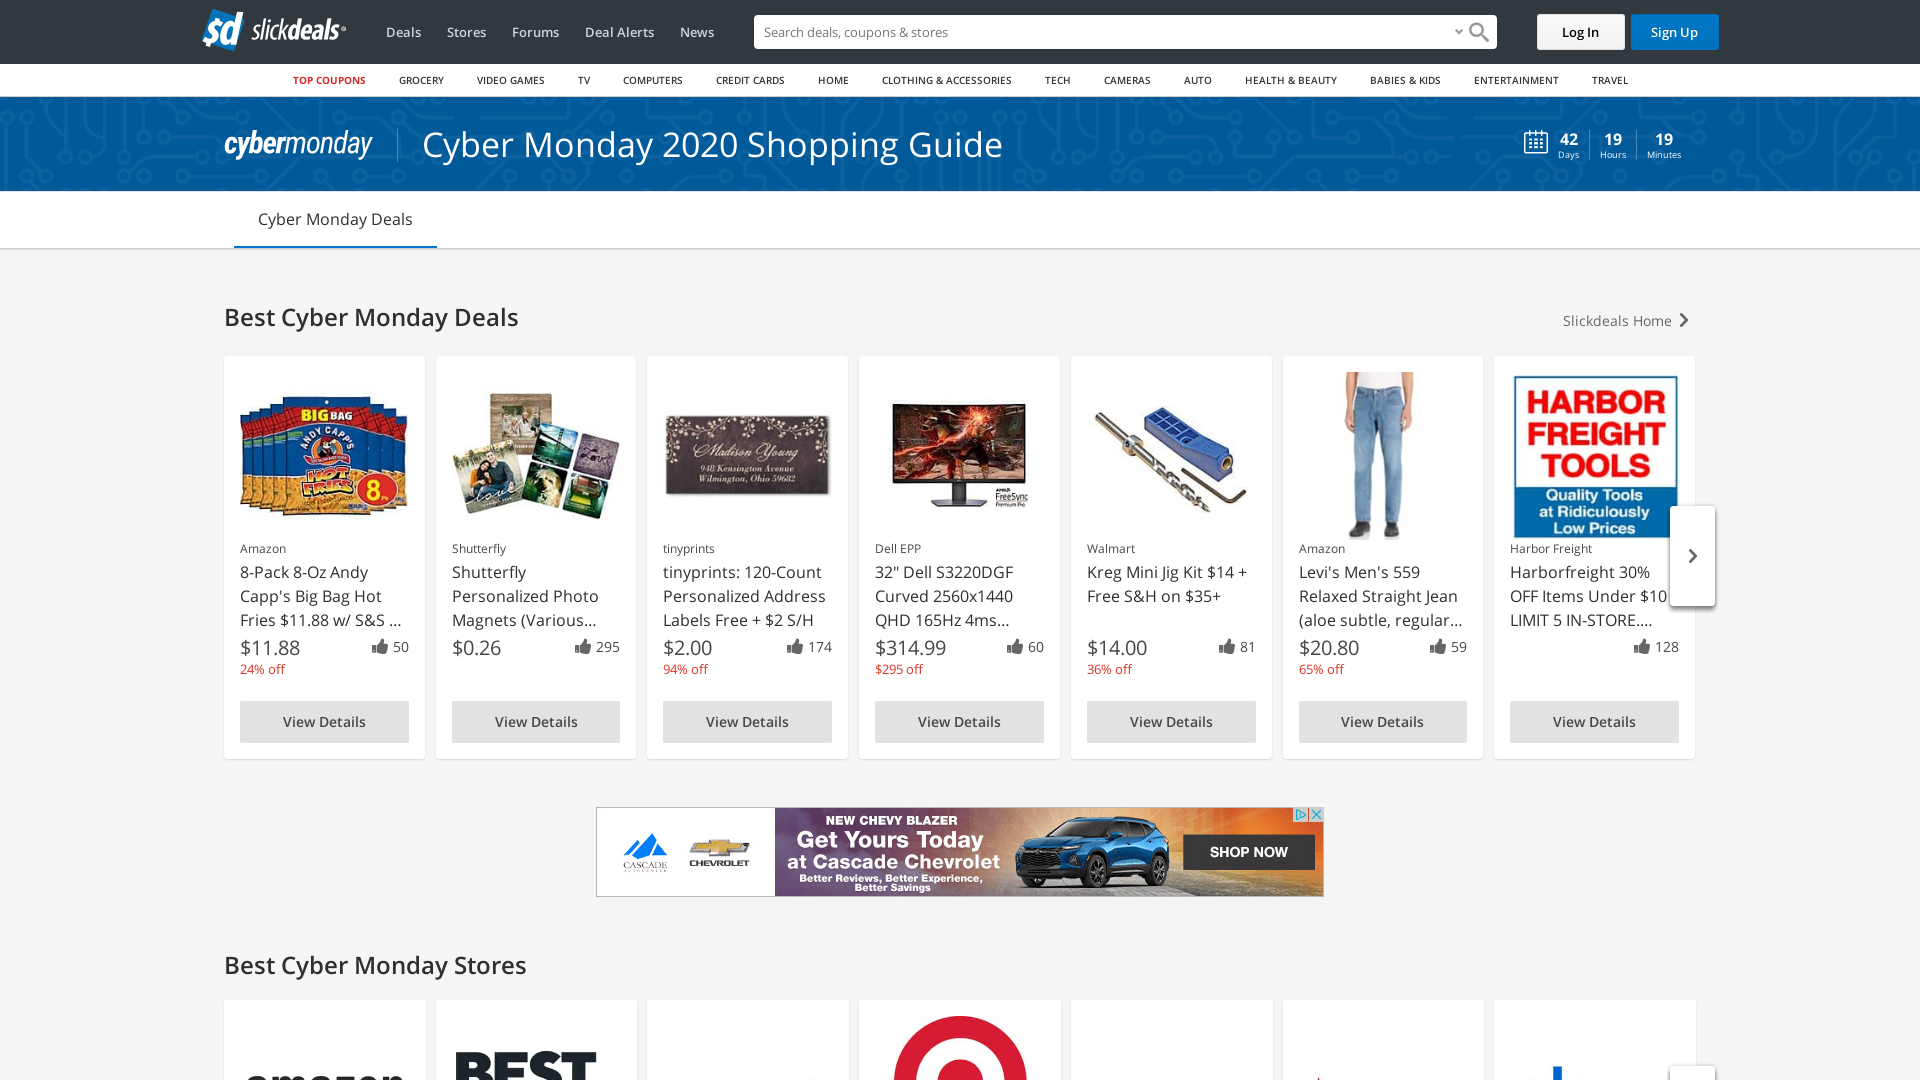 sd slickdeals
Deals
Stores
Forums
Deal Alerts
News
Search deals, coupons & stores
Log In
Sign Up
TOP COUPONS
GROCERY
VIDEO GAMES
TV
COMPUTERS
CREDIT CARDS
HOME
CLOTHING & ACCESSORIES
TECH
CAMERAS
AUTO
HEALTH & BEAUTY
BABIES & KIDS
ENTERTAINMENT
TRAVEL
cybermonday
Cyber Monday 2020 Shopping Guide
42
Days
19
Hours
19
Minutes
Cyber Monday Deals
Best Cyber Monday Deals
Slickdeals Home
BIG BAG
ANDY CAPP'S
HOT
FRIES
8
Amazon
8-Pack 8-Oz Andy
Capp's Big Bag Hot
Fries $11.88 w/ S&S ...
$11.88
50
24% off
View Details
love
Shutterfly
Shutterfly
Personalized Photo
Magnets (Various...
$0.26
295
View Details
Madison Young
948 Kensington Avenue
Wilmington, Ohio 59682
tinyprints
tinyprints: 120-Count
Personalized Address
Labels Free + $2 S/H
$2.00
174
94% off
View Details
AMD
FreeSync
Premium Pro
Dell EPP
32" Dell S3220DGF
Curved 2560x1440
QHD 165Hz 4ms...
$314.99
60
$295 off
View Details
Walmart
Kreg Mini Jig Kit $14 +
Free S&H on $35+
$14.00
81
36% off
View Details
Amazon
Levi's Men's 559
Relaxed Straight Jean
(aloe subtle, regular...
$20.80
59
65% off
View Details
HARBOR
FREIGHT
TOOLS
Quality Tools
at Ridiculously
Low Prices
Harbor Freight
Harborfreight 30%
OFF Items Under $10
LIMIT 5 IN-STORE....
128
View Details
CASCADE
AUTOCENTER
CHEVROLET
NEW CHEVY BLAZER
Get Yours Today
at Cascade Chevrolet
Better Reviews, Better Experience,
Better Savings
SHOP NOW
Best Cyber Monday Stores
amazon
BEST